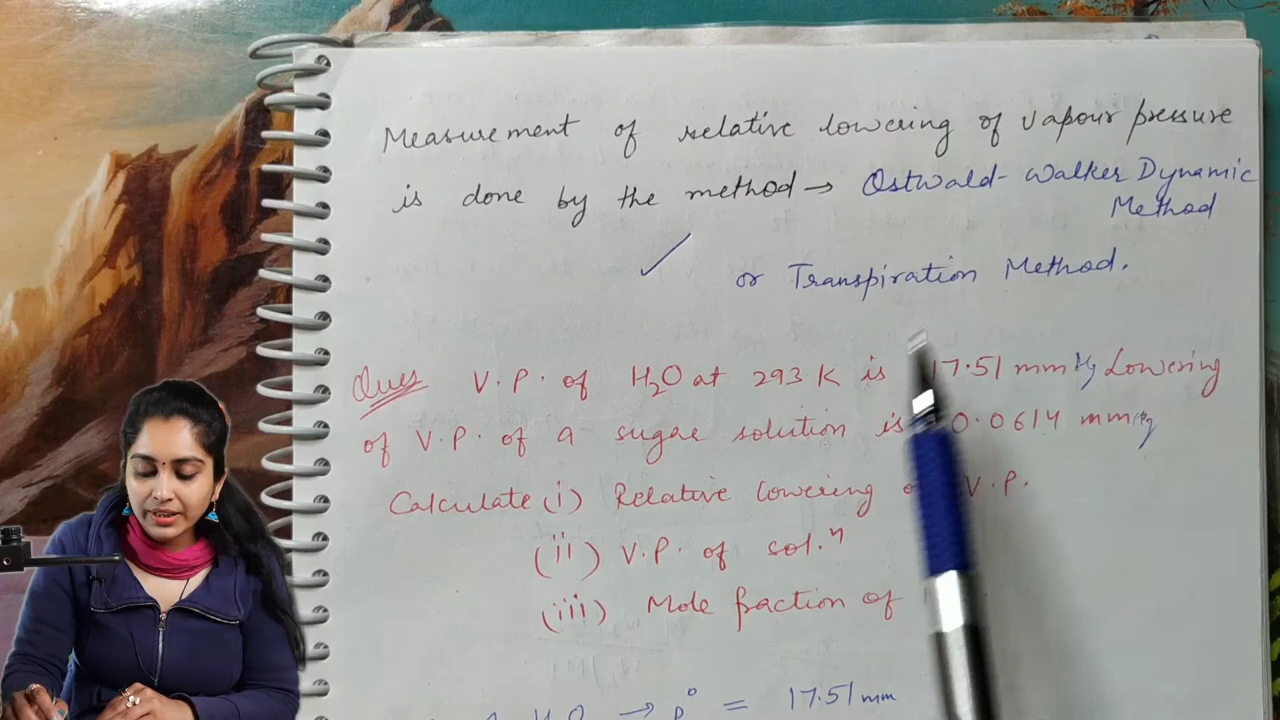 Measurement of relative lowering of vapour pressure
is done by the method → Ostwald-Walker Dynamic
Method
or Transpiration Method.
Ques V.P. of H2O at 293 K is 17.51 mm Hg Lowering
of V.P. of a sugar solution is 0.0614 mm Hg
Calculate (i) Relative lowering V.P.
(ii) V.P. of sol.n
(iii) Mole fraction of
H2O → p° = 17.51 mm